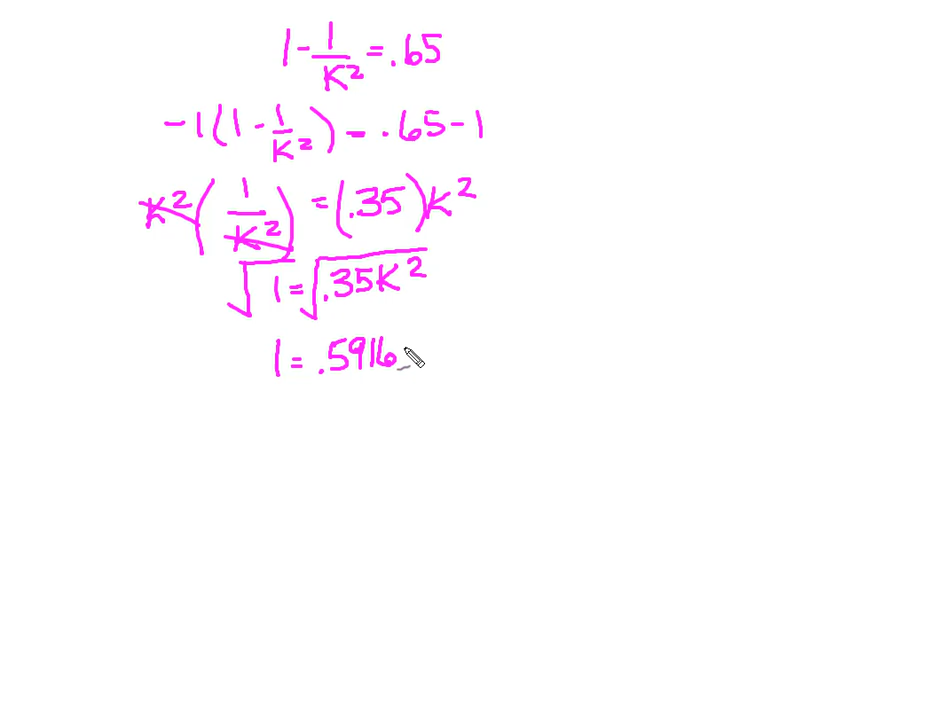 1 - 1/K² = .65
-1(1 - 1/K²) = .65 - 1
K²(1/K²) = (.35)K²
√1 = √.35K²
1 = .5916